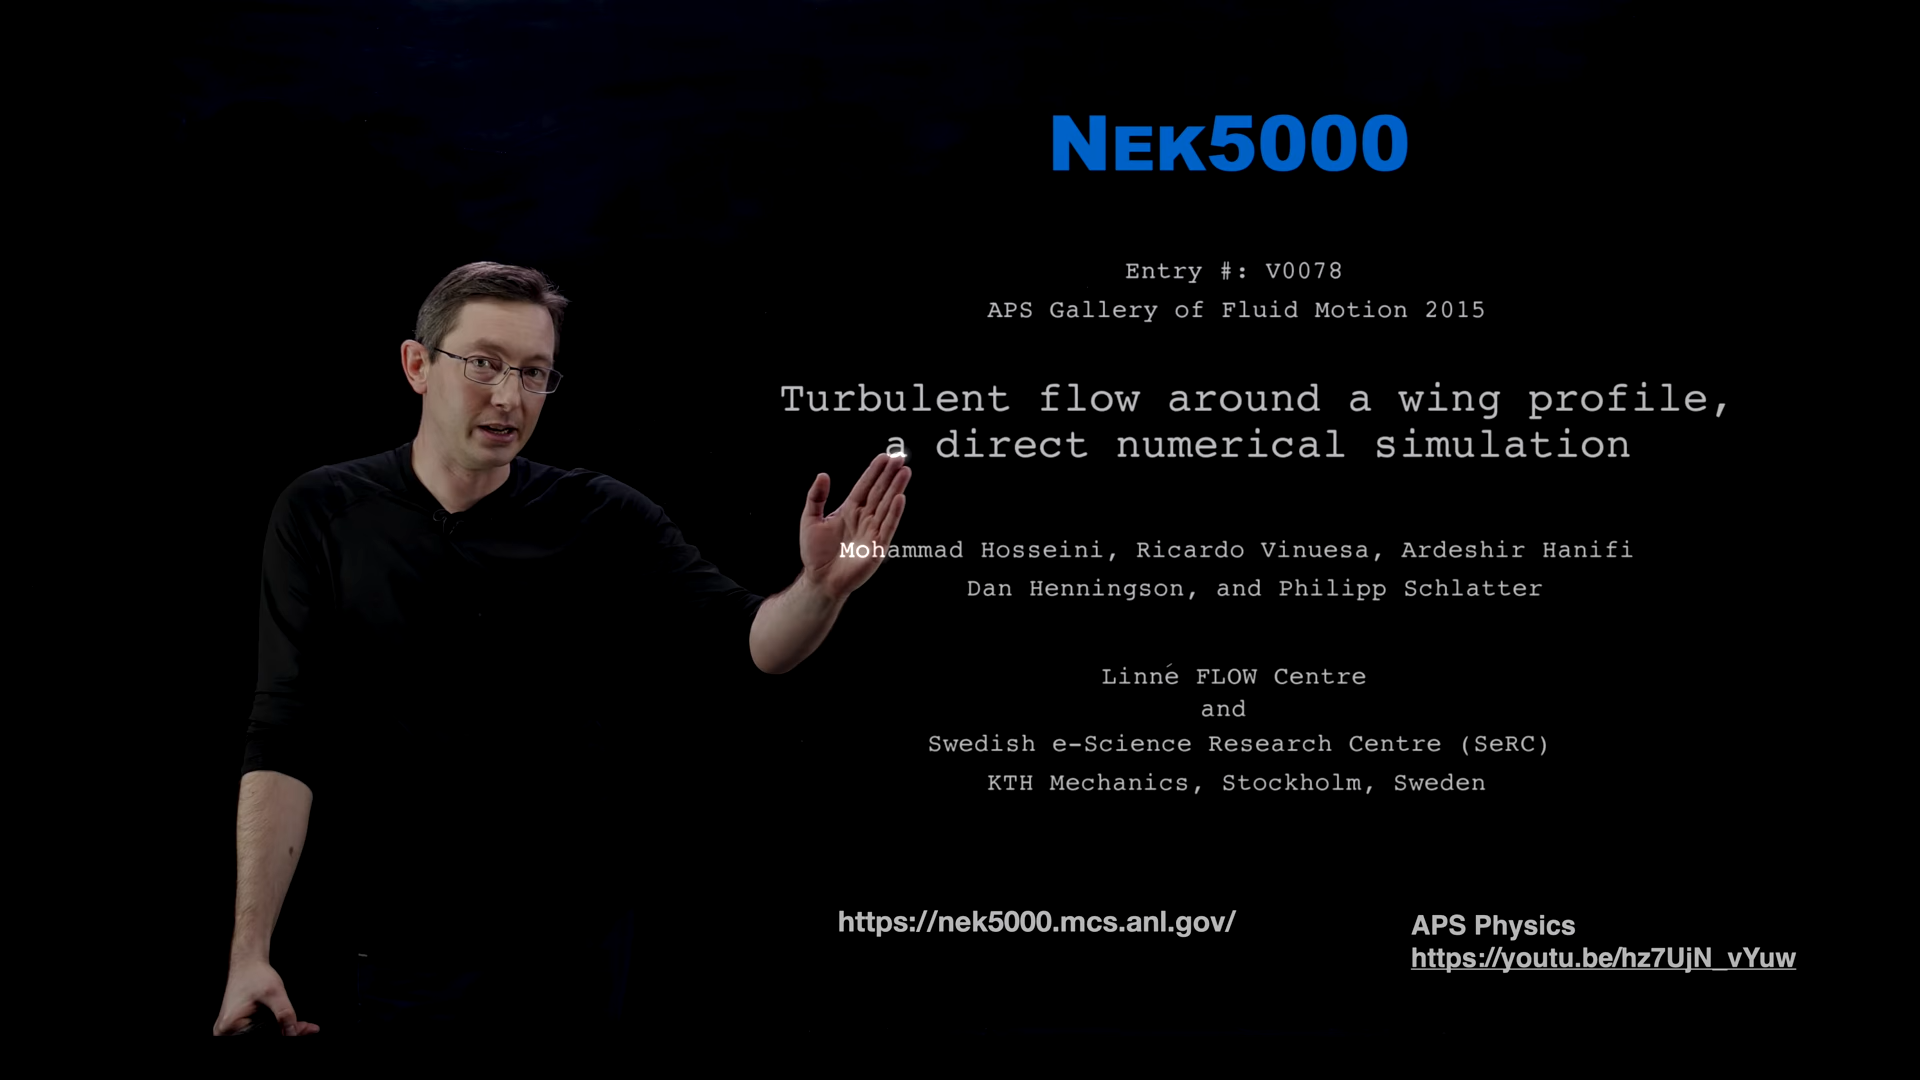 NEK5000
Entry #: V0078
APS Gallery of Fluid Motion 2015
Turbulent flow around a wing profile,
a direct numerical simulation
Mohammad Hosseini, Ricardo Vinuesa, Ardeshir Hanifi
Dan Henningson, and Philipp Schlatter
Linné FLOW Centre
and
Swedish e-Science Research Centre (SeRC)
KTH Mechanics, Stockholm, Sweden
https://nek5000.mcs.anl.gov/
APS Physics
https://youtu.be/hz7UjN_vYuw